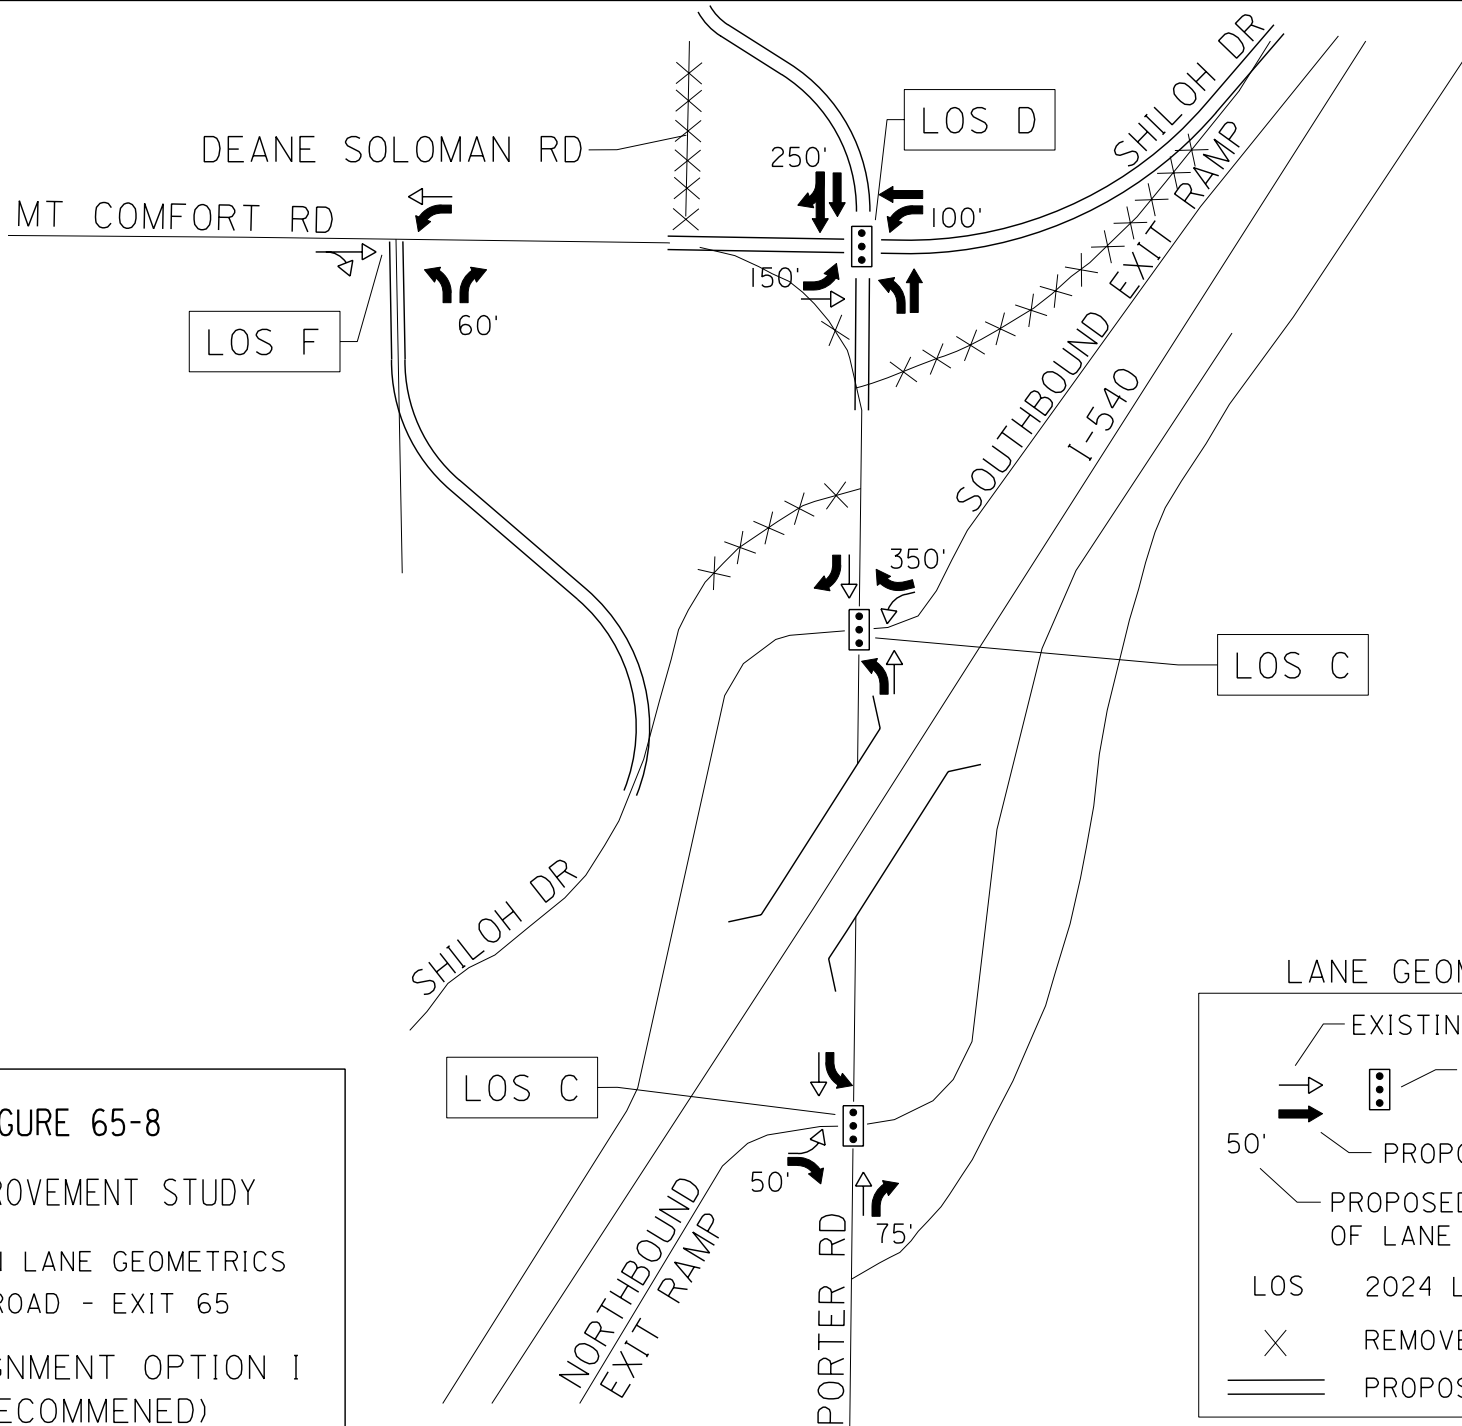 SHILOH DR
LOS D
DEANE SOLOMAN RD
250'
MT COMFORT RD
100'
SOUTHBOUND EXIT RAMP
150'
60'
LOS F
I-540
350'
LOS C
SHILOH DR
LOS C
50'
75'
NORTHBOUND
EXIT RAMP
PORTER RD
GURE 65-8
ROVEMENT STUDY
LANE GEOMETRICS
ROAD - EXIT 65
GNMENT OPTION I
ECOMMENED)
LANE GEOM
EXISTIN
50'
PROPO
PROPOSED
OF LANE
LOS 2024 L
X REMOVE
PROPOS